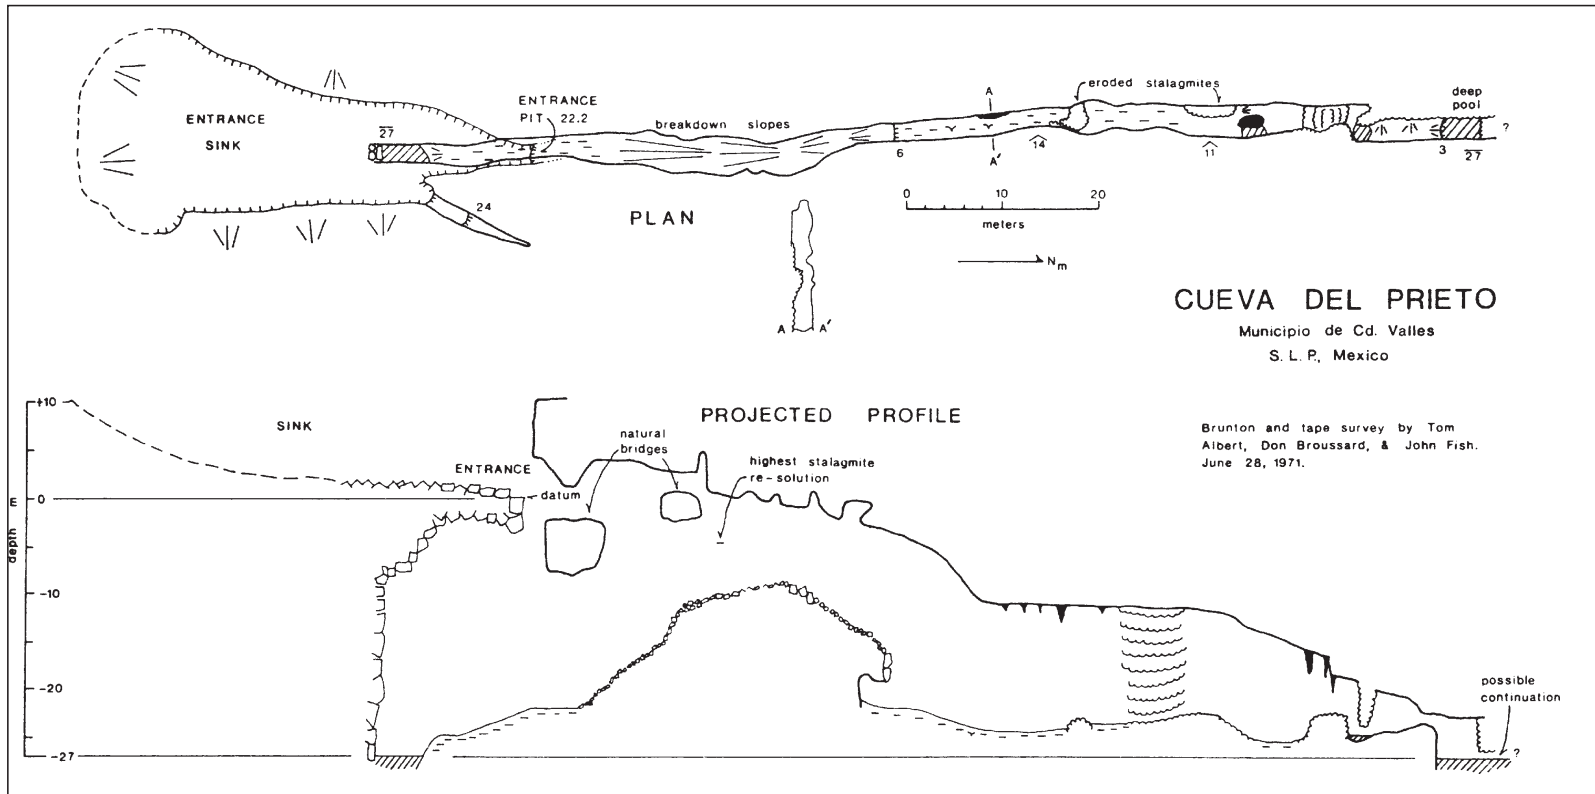 ENTRANCE
SINK
27
ENTRANCE
PIT 22.2
24
breakdown slopes
PLAN
A
A'
6
14
eroded stalagmites
11
deep
pool
?
3
27
0 10 20
meters
Nm
A A'
CUEVA DEL PRIETO
Municipio de Cd. Valles
S. L. P., Mexico
Brunton and tape survey by Tom
Albert, Don Broussard, & John Fish.
June 28, 1971.
PROJECTED PROFILE
+10
SINK
ENTRANCE
natural
bridges
highest stalagmite
re-solution
datum
0
m
depth
-10
-20
-27
possible
continuation
?